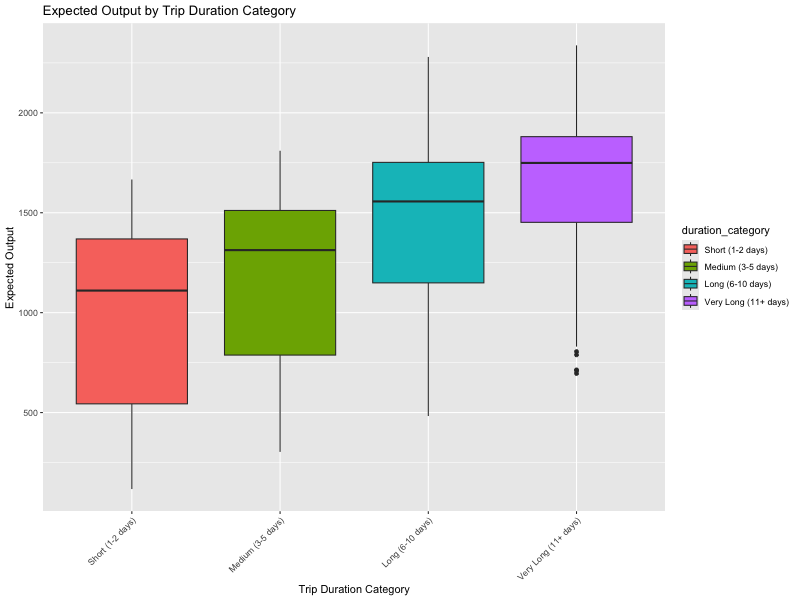 Expected Output by Trip Duration Category
Expected Output
2000
1500
1000
500
Short (1-2 days)
Medium (3-5 days)
Long (6-10 days)
Very Long (11+ days)
Trip Duration Category
duration_category
Short (1-2 days)
Medium (3-5 days)
Long (6-10 days)
Very Long (11+ days)